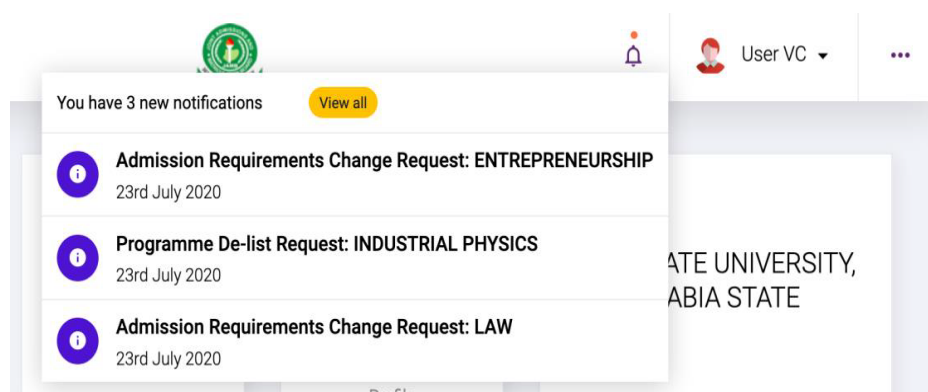 User VC
You have 3 new notifications View all
Admission Requirements Change Request: ENTREPRENEURSHIP
23rd July 2020
Programme De-list Request: INDUSTRIAL PHYSICS
23rd July 2020
ATE UNIVERSITY,
ABIA STATE
Admission Requirements Change Request: LAW
23rd July 2020